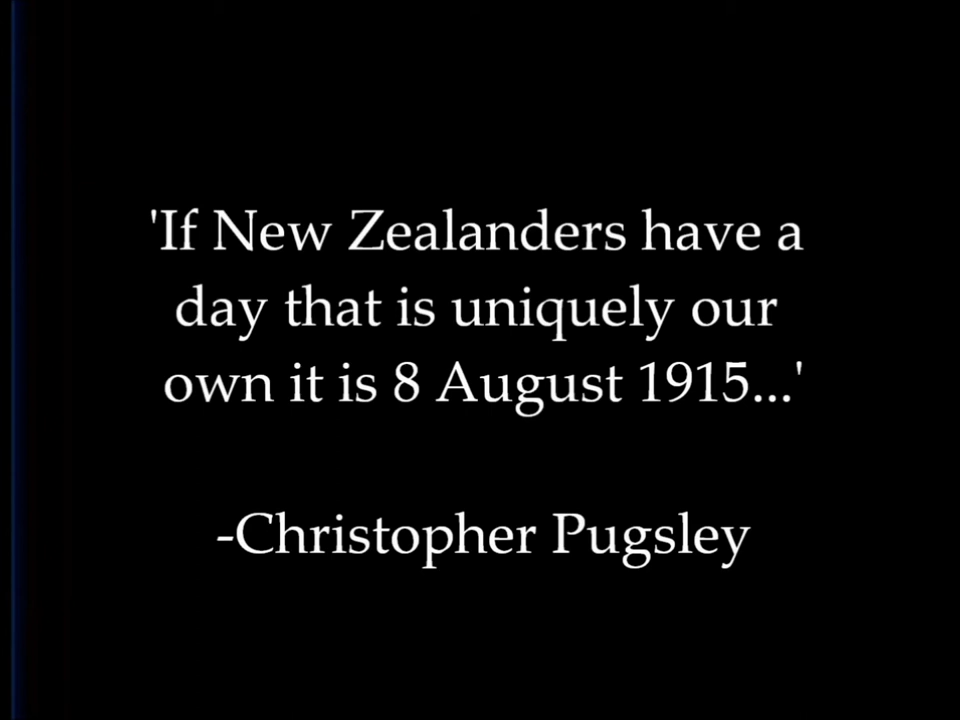 'If New Zealanders have a
day that is uniquely our
own it is 8 August 1915...'
-Christopher Pugsley